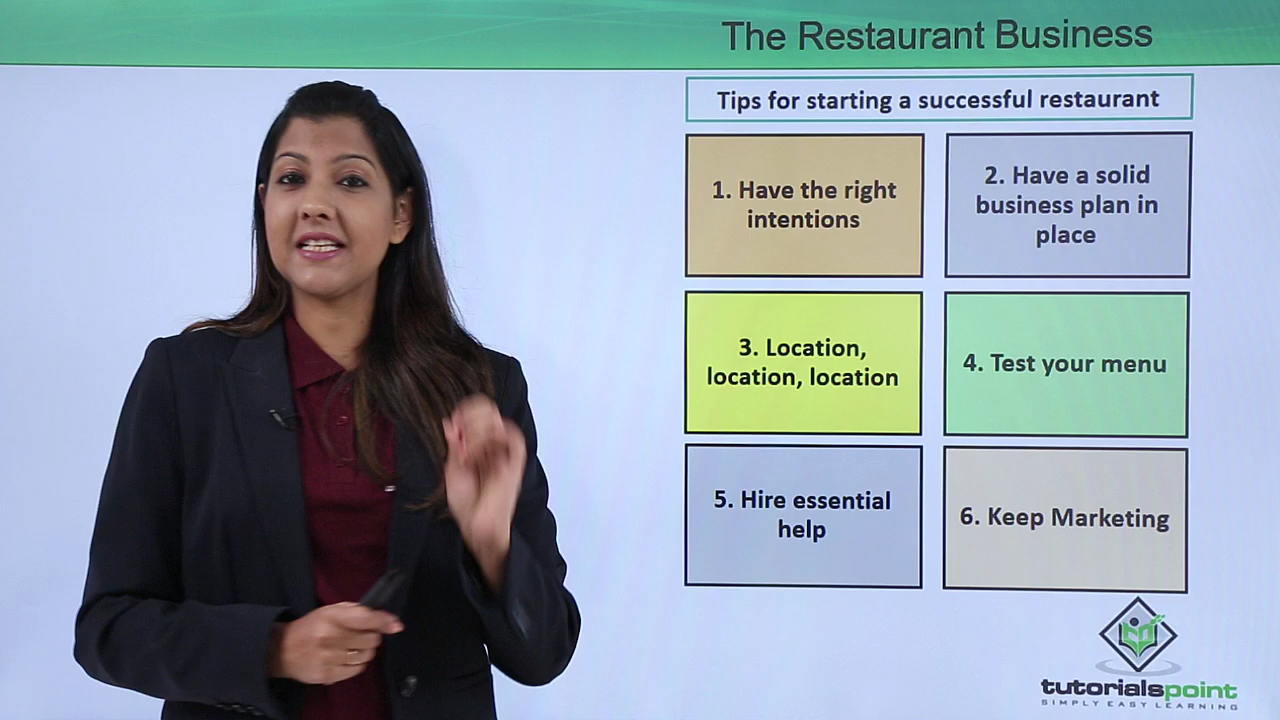 The Restaurant Business
Tips for starting a successful restaurant
1. Have the right
intentions
2. Have a solid
business plan in
place
3. Location,
location, location
4. Test your menu
5. Hire essential
help
6. Keep Marketing
tutorialspoint
SIMPLY EASY LEARNING